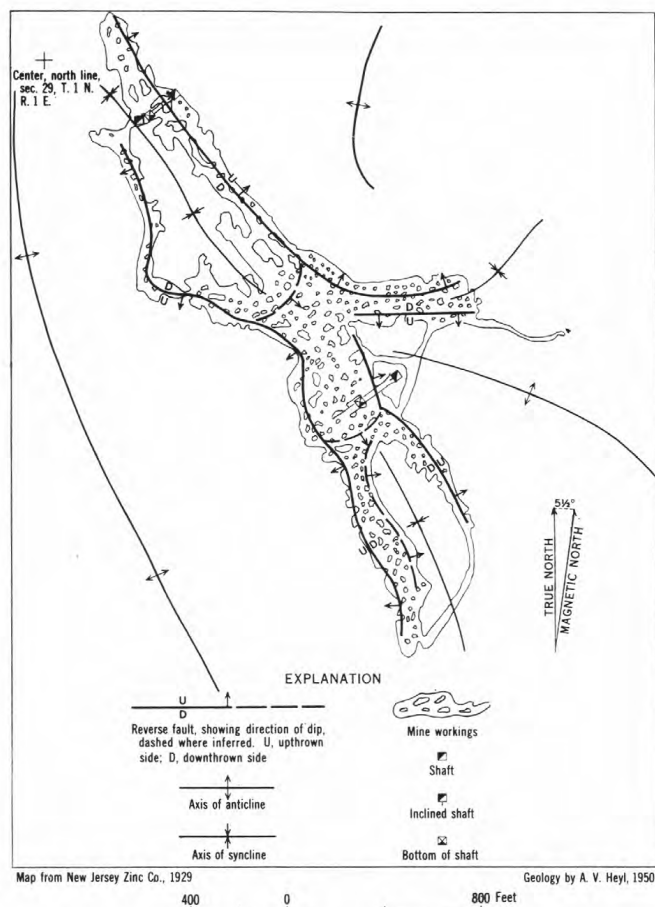 Center, north line,
sec. 29, T. 1 N.
R. 1 E.
U
D
D
U
D
U
U
D
U
D
5½°
TRUE NORTH
MAGNETIC NORTH
EXPLANATION
U
D
Reverse fault, showing direction of dip,
dashed where inferred. U, upthrown
side; D, downthrown side
Axis of anticline
Axis of syncline
Mine workings
Shaft
Inclined shaft
Bottom of shaft
Map from New Jersey Zinc Co., 1929
Geology by A. V. Heyl, 1950
400 0 800 Feet